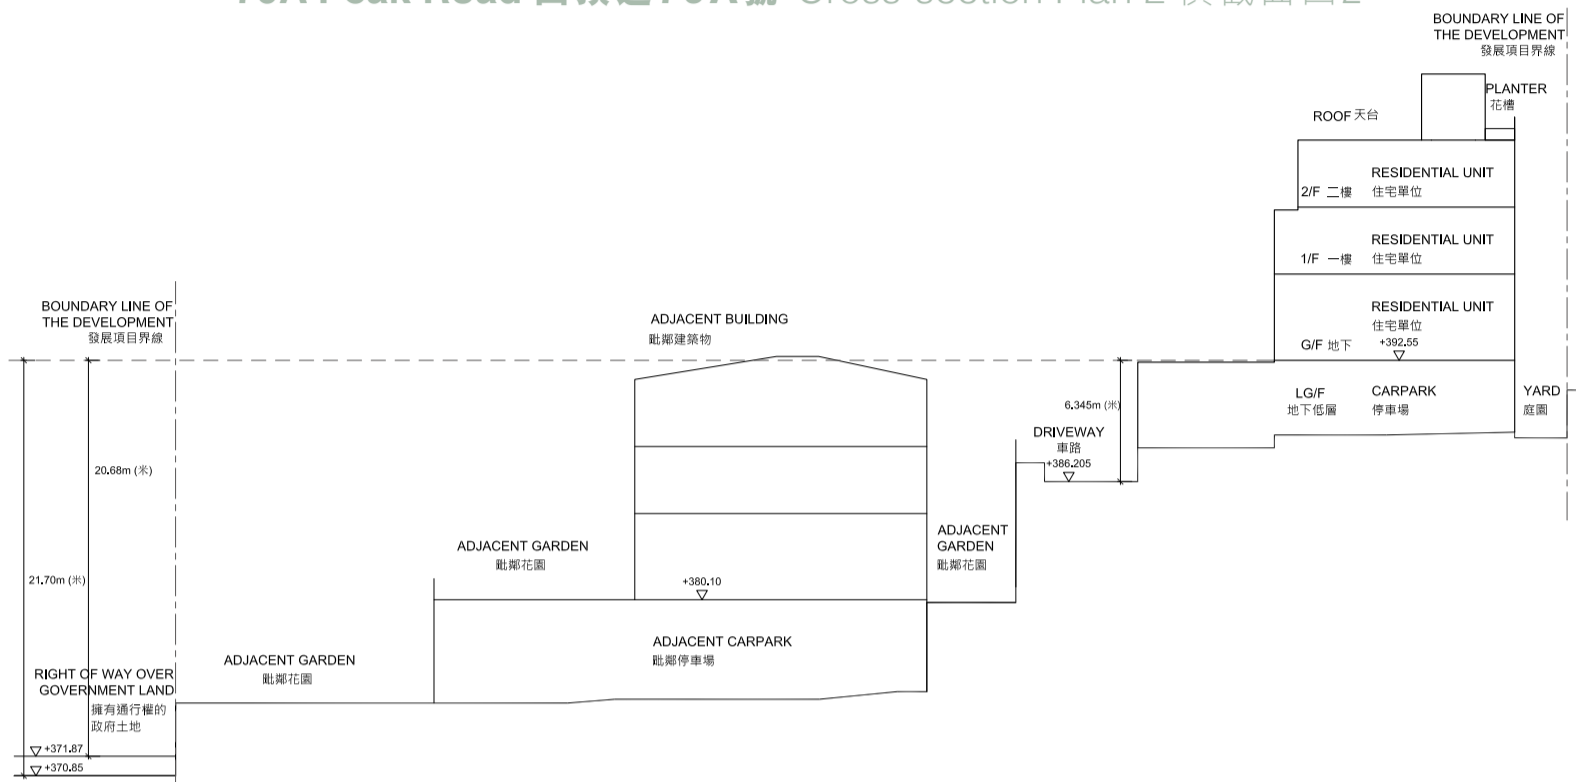 BOUNDARY LINE OF
THE DEVELOPMENT
發展項目界線
PLANTER
花槽
ROOF 天台
RESIDENTIAL UNIT
2/F 二樓 住宅單位
RESIDENTIAL UNIT
1/F 一樓 住宅單位
RESIDENTIAL UNIT
住宅單位
G/F 地下 +392.55
BOUNDARY LINE OF
THE DEVELOPMENT
發展項目界線
ADJACENT BUILDING
毗鄰建築物
LG/F
地下低層
CARPARK
停車場
YARD
庭園
6.345m (米)
DRIVEWAY
車路
+386.205
20.68m (米)
ADJACENT GARDEN
毗鄰花園
ADJACENT
GARDEN
毗鄰花園
21.70m (米)
+380.10
ADJACENT CARPARK
毗鄰停車場
ADJACENT GARDEN
毗鄰花園
RIGHT OF WAY OVER
GOVERNMENT LAND
擁有通行權的
政府土地
+371.87
+370.85